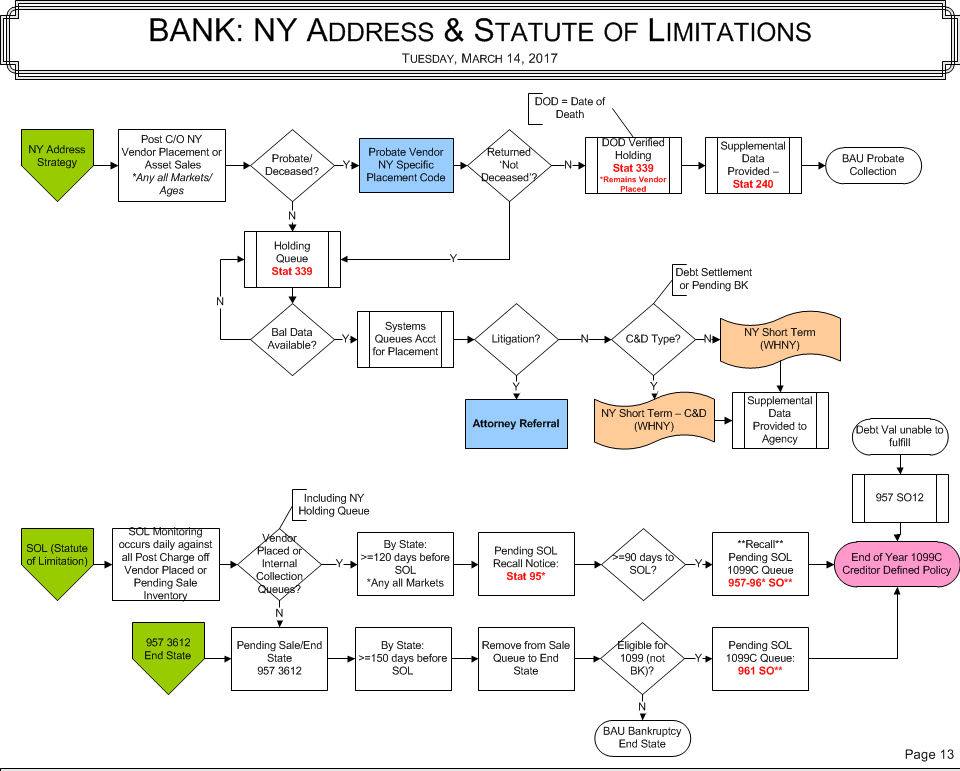 BANK: NY ADDRESS & STATUTE OF LIMITATIONS
TUESDAY, MARCH 14, 2017
DOD = Date of
Death
NY Address
Strategy
Post C/O NY
Vendor Placement or
Asset Sales
*Any all Markets/
Ages
Probate/
Deceased?
Y
Probate Vendor
NY Specific
Placement Code
Returned
‘Not
Deceased’?
N
DOD Verified
Holding
Stat 339
*Remains Vendor
Placed
Supplemental
Data
Provided –
Stat 240
BAU Probate
Collection
N
Holding
Queue
Stat 339
Y
N
Debt Settlement
or Pending BK
Bal Data
Available?
Y
Systems
Queues Acct
for Placement
Litigation?
N
C&D Type?
N
NY Short Term
(WHNY)
Y
Y
Attorney Referral
NY Short Term – C&D
(WHNY)
Supplemental
Data
Provided to
Agency
Debt Val unable to
fulfill
957 SO12
Including NY
Holding Queue
SOL (Statute
of Limitation)
SOL Monitoring
occurs daily against
all Post Charge off
Vendor Placed or
Pending Sale
Inventory
Vendor
Placed or
Internal
Collection
Queues?
Y
By State:
>=120 days before
SOL
*Any all Markets
Pending SOL
Recall Notice:
Stat 95*
>=90 days to
SOL?
Y
**Recall**
Pending SOL
1099C Queue
957-96* SO**
End of Year 1099C
Creditor Defined Policy
N
957 3612
End State
Pending Sale/End
State
957 3612
By State:
>=150 days before
SOL
Remove from Sale
Queue to End
State
Eligible for
1099 (not
BK)?
Y
Pending SOL
1099C Queue:
961 SO**
N
BAU Bankruptcy
End State
Page 13